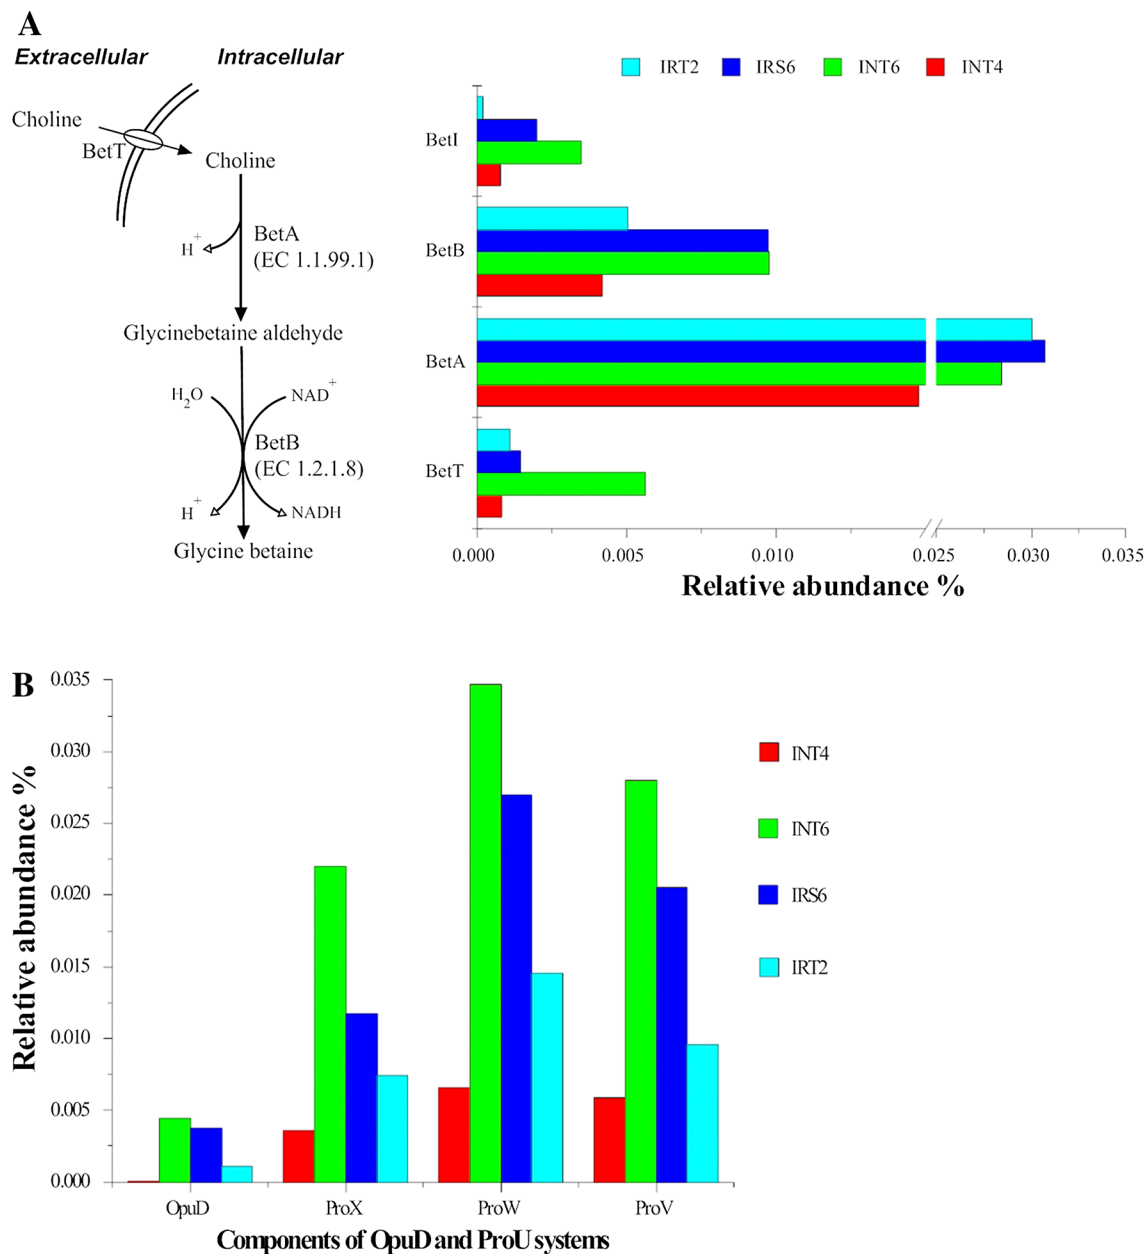 A
Extracellular
Intracellular
Choline
BetT
Choline
H+
BetA
(EC 1.1.99.1)
Glycinebetaine aldehyde
H2O
NAD+
BetB
(EC 1.2.1.8)
H+
NADH
Glycine betaine
IRT2
IRS6
INT6
INT4
BetI
BetB
BetA
BetT
0.000
0.005
0.010
0.025
0.030
0.035
Relative abundance %
B
0.035
0.030
0.025
0.020
0.015
0.010
0.005
0.000
Relative abundance %
INT4
INT6
IRS6
IRT2
OpuD
ProX
ProW
ProV
Components of OpuD and ProU systems